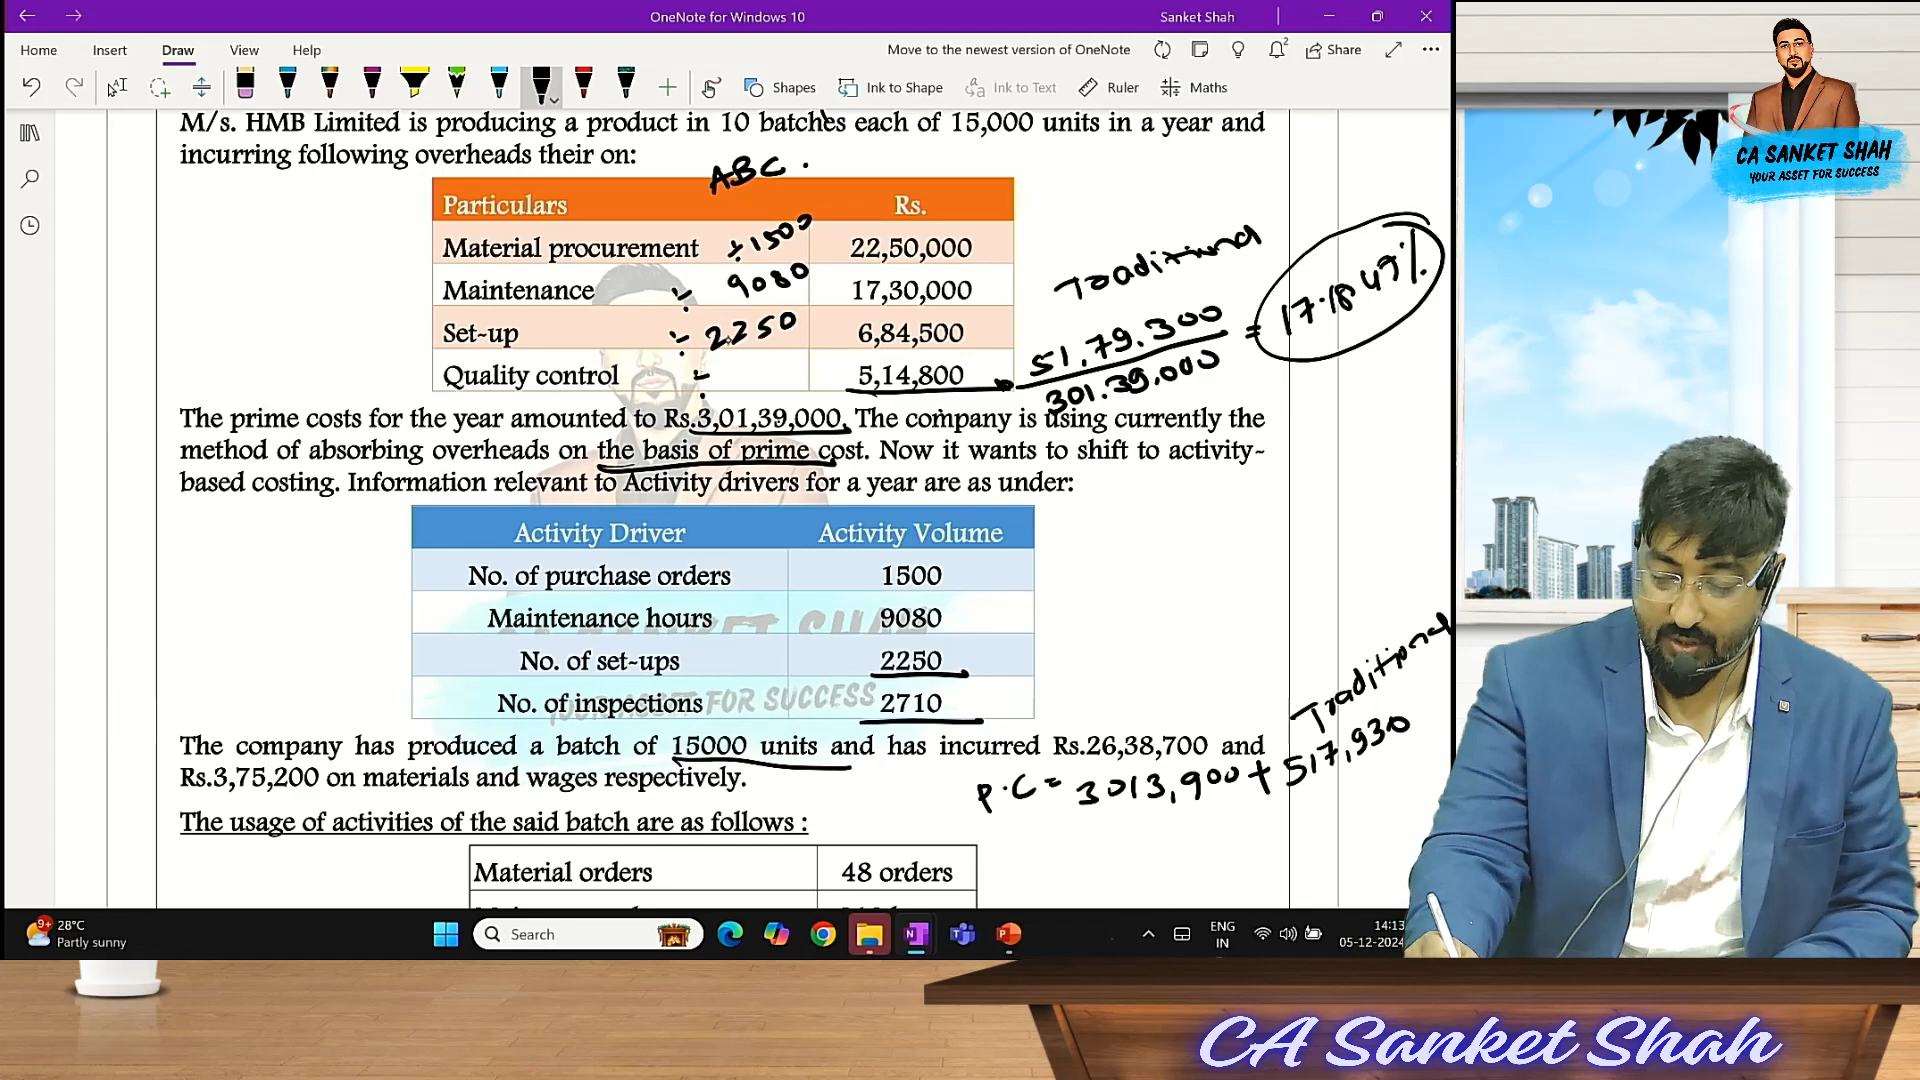 OneNote for Windows 10
Sanket Shah
Home Insert Draw View Help
Move to the newest version of OneNote
Share
Shapes Ink to Shape Ink to Text Ruler Maths
M/s. HMB Limited is producing a product in 10 batches each of 15,000 units in a year and
incurring following overheads their on:
ABC.
Particulars Rs.
Material procurement ÷1500 22,50,000
Maintenance ÷ 9080 17,30,000
Set-up ÷ 2250 6,84,500
Quality control ÷ 5,14,800
Traditional
51.79.300
301.39.000
= 17.1849%
The prime costs for the year amounted to Rs.3,01,39,000. The company is using currently the
method of absorbing overheads on the basis of prime cost. Now it wants to shift to activity-
based costing. Information relevant to Activity drivers for a year are as under:
Activity Driver Activity Volume
No. of purchase orders 1500
Maintenance hours 9080
No. of set-ups 2250
No. of inspections 2710
YOUR ASSET FOR SUCCESS
The company has produced a batch of 15000 units and has incurred Rs.26,38,700 and
Rs.3,75,200 on materials and wages respectively.
Traditional
P.C = 3013,900 + 517,930
The usage of activities of the said batch are as follows :
Material orders 48 orders
CA SANKET SHAH
YOUR ASSET FOR SUCCESS
9+
28°C
Partly sunny
Search
ENG
IN
14:13
05-12-2024
CA Sanket Shah